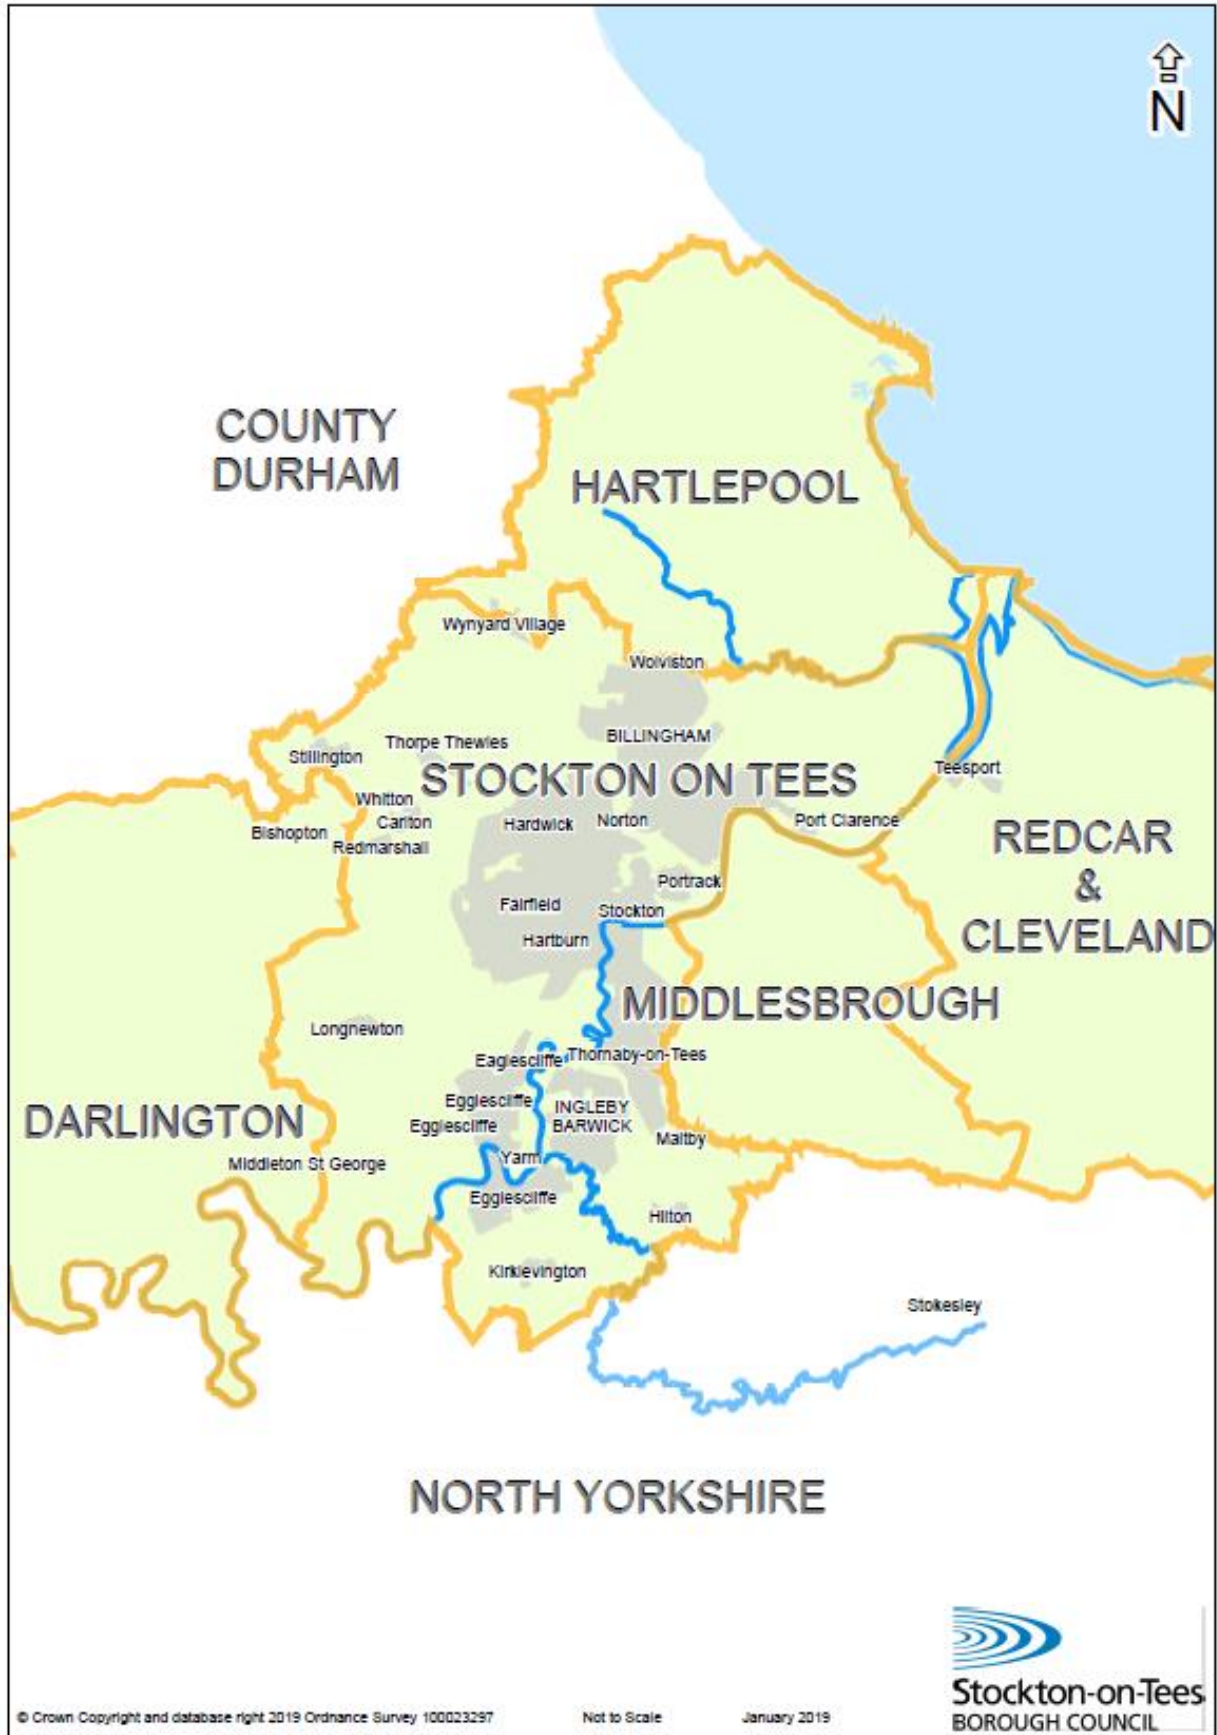 N
COUNTY
DURHAM
HARTLEPOOL
Wynyard Village
Wolviston
BILLINGHAM
Thorpe Thewles
Stillington
STOCKTON ON TEES
Teesport
Whitton
Carlton
Hardwick
Norton
Port Clarence
Bishopton
Redmarshall
REDCAR
&
CLEVELAND
Portrack
Fairfield
Stockton
Hartburn
MIDDLESBROUGH
Longnewton
Eaglescliffe
Thornaby-on-Tees
Egglescliffe
INGLEBY
BARWICK
DARLINGTON
Egglescliffe
Maltby
Yarm
Middleton St George
Egglescliffe
Hilton
Kirklevington
Stokesley
NORTH YORKSHIRE
Stockton-on-Tees
BOROUGH COUNCIL
© Crown Copyright and database right 2019 Ordnance Survey 100023297
Not to Scale
January 2019